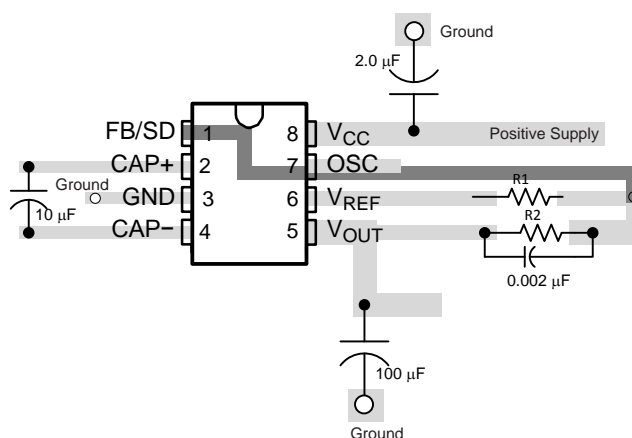 Ground
2.0 μF
FB/SD 1 8 VCC Positive Supply
CAP+ 2 7 OSC
Ground GND 3 6 VREF R1
10 μF
CAP− 4 5 VOUT R2
0.002 μF
100 μF
Ground